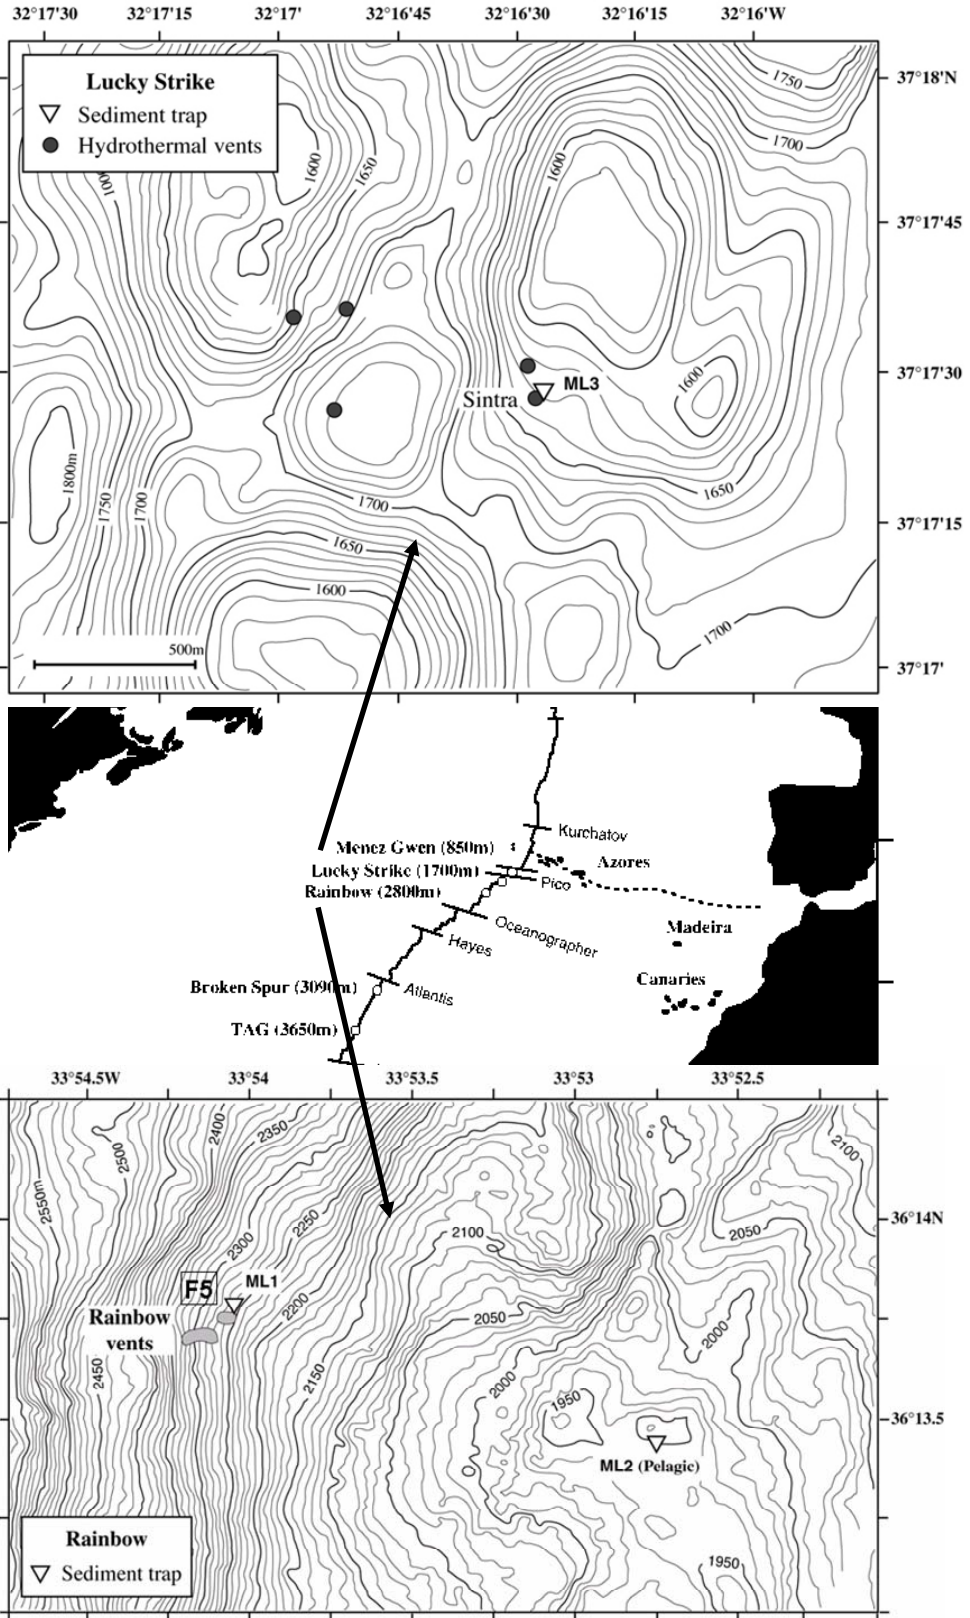 32°17'30
32°17'15
32°17'
32°16'45
32°16'30
32°16'15
32°16'W
Lucky Strike
Sediment trap
Hydrothermal vents
1750
37°18'N
1700
1600
1650
1600
37°17'45
37°17'30
1600
ML3
Sintra
1800m
1750
1700
1700
1650
37°17'15
1650
1600
1700
500m
37°17'
Kurchatov
Menez Gwen (850m)
Azores
Lucky Strike (1700m)
Pico
Rainbow (2800m)
Oceanographer
Madeira
Hayes
Canaries
Broken Spur (3090m)
Atlantis
TAG (3650m)
33°54.5W
33°54
33°53.5
33°53
33°52.5
2400
2350
2500
2100
2550m
2250
36°14N
2300
2100
2050
F5
ML1
2200
Rainbow
vents
2050
2000
2450
2150
2000
1950
36°13.5
ML2 (Pelagic)
Rainbow
Sediment trap
1950